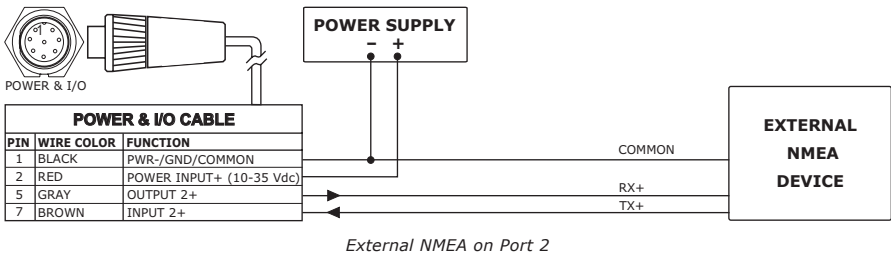 POWER SUPPLY
– +
1
POWER & I/O
POWER & I/O CABLE
PIN WIRE COLOR FUNCTION
1 BLACK PWR-/GND/COMMON
2 RED POWER INPUT+ (10-35 Vdc)
5 GRAY OUTPUT 2+
7 BROWN INPUT 2+
COMMON
RX+
TX+
EXTERNAL
NMEA
DEVICE
External NMEA on Port 2